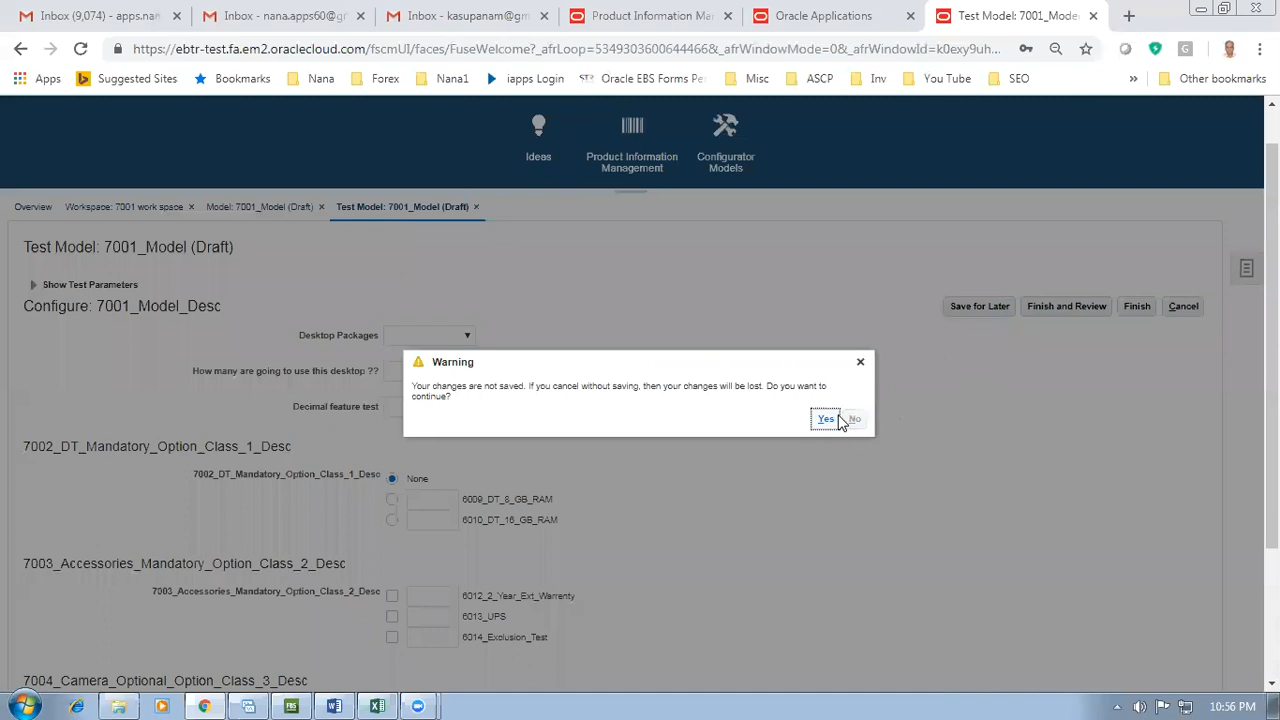 Inbox (9,074) - apps.na
Inbox - nana.apps60@g
Inbox - kasupanam@gm
Product Information Ma
Oracle Applications
Test Model: 7001_Mode
https://ebtr-test.fa.em2.oraclecloud.com/fscmUI/faces/FuseWelcome?_afrLoop=53493036006444466&_afrWindowMode=0&_afrWindowId=k0exy9uh...
Apps
Suggested Sites
Bookmarks
Nana
Forex
Nana1
iapps Login
Oracle EBS Forms Pe
Misc
ASCP
Inv
You Tube
SEO
»
Other bookmarks
Ideas
Product Information
Management
Configurator
Models
Overview
Workspace: 7001 work space
Model: 7001_Model (Draft)
Test Model: 7001_Model (Draft)
Test Model: 7001_Model (Draft)
Show Test Parameters
Configure: 7001_Model_Desc
Save for Later
Finish and Review
Finish
Cancel
Desktop Packages
Warning
How many are going to use this desktop ??
Your changes are not saved. If you cancel without saving, then your changes will be lost. Do you want to
continue?
Decimal feature test
Yes
No
7002_DT_Mandatory_Option_Class_1_Desc
7002_DT_Mandatory_Option_Class_1_Desc
None
6009_DT_8_GB_RAM
6010_DT_16_GB_RAM
7003_Accessories_Mandatory_Option_Class_2_Desc
7003_Accessories_Mandatory_Option_Class_2_Desc
6012_2_Year_Ext_Warrenty
6013_UPS
6014_Exclusion_Test
7004_Camera_Optional_Option_Class_3_Desc
10:56 PM